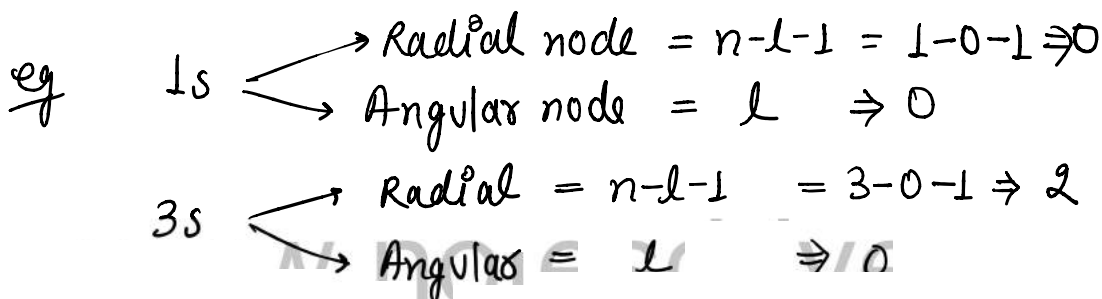 → Radial node = n-l-1 = 1-0-1 ⇒ 0
eg 1s
→ Angular node = l ⇒ 0
→ Radial = n-l-1 = 3-0-1 ⇒ 2
3s
→ Angular = l ⇒ 0